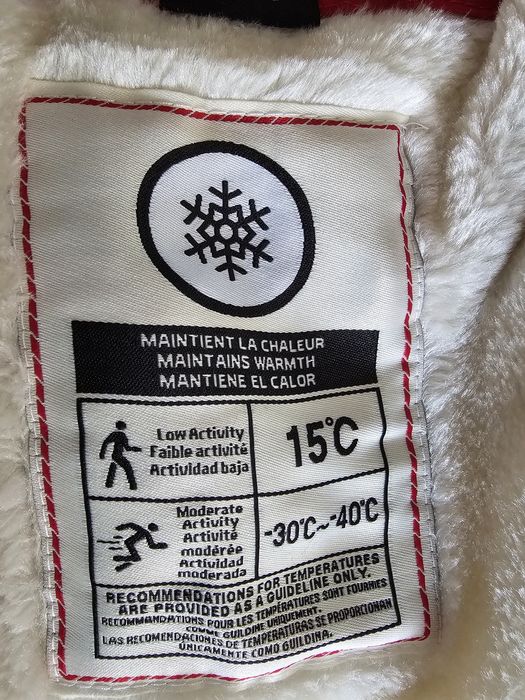 MAINTIENT LA CHALEUR
MAINTAINS WARMTH
MANTIENE EL CALOR
Low Activity
Faible activité
Actividad baja
15°C
Moderate
Activity
Activité
modérée
Actividad
moderada
-30°C~-40°C
RECOMMENDATIONS FOR TEMPERATURES
ARE PROVIDED AS A GUIDELINE ONLY.
RECOMMANDATIONS POUR LES TEMPÉRATURES SONT FOURNIES
COMME GUILDINE UNIQUEMENT.
LAS RECOMENDACIONES DE TEMPERATURAS SE PROPORCIONAN
ÚNICAMENTE COMO GUILDINA.